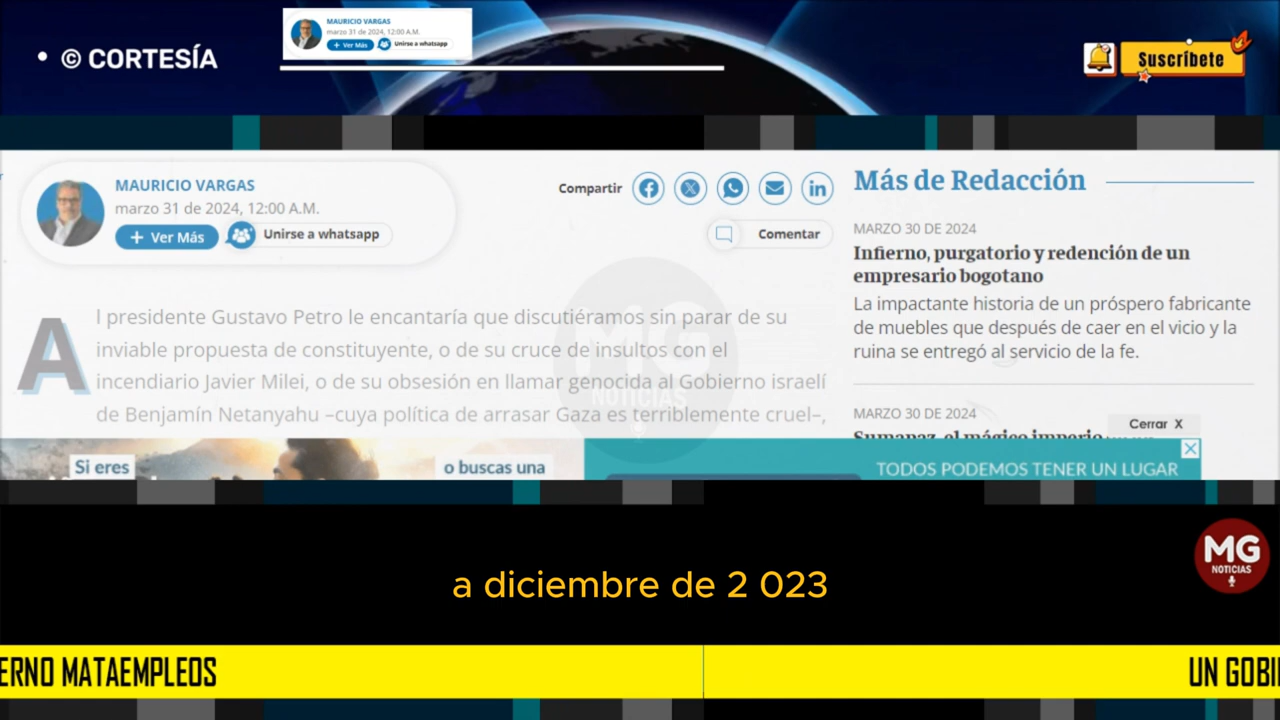 • © CORTESÍA
MAURICIO VARGAS
marzo 31 de 2024, 12:00 A.M.
+ Ver Más
Unirse a whatsapp
Suscríbete
MAURICIO VARGAS
marzo 31 de 2024, 12:00 A.M.
+ Ver Más
Unirse a whatsapp
Compartir
Comentar
Al presidente Gustavo Petro le encantaría que discutiéramos sin parar de su
inviable propuesta de constituyente, o de su cruce de insultos con el
incendiario Javier Milei, o de su obsesión en llamar genocida al Gobierno israelí
de Benjamín Netanyahu –cuya política de arrasar Gaza es terriblemente cruel–,
MG
NOTICIAS
Más de Redacción
MARZO 30 DE 2024
Infierno, purgatorio y redención de un
empresario bogotano
La impactante historia de un próspero fabricante
de muebles que después de caer en el vicio y la
ruina se entregó al servicio de la fe.
MARZO 30 DE 2024
Sumapaz, el mágico imperio
Cerrar X
Si eres
o buscas una
TODOS PODEMOS TENER UN LUGAR
a diciembre de 2 023
MG
NOTICIAS
ERNO MATAEMPLEOS
UN GOBI